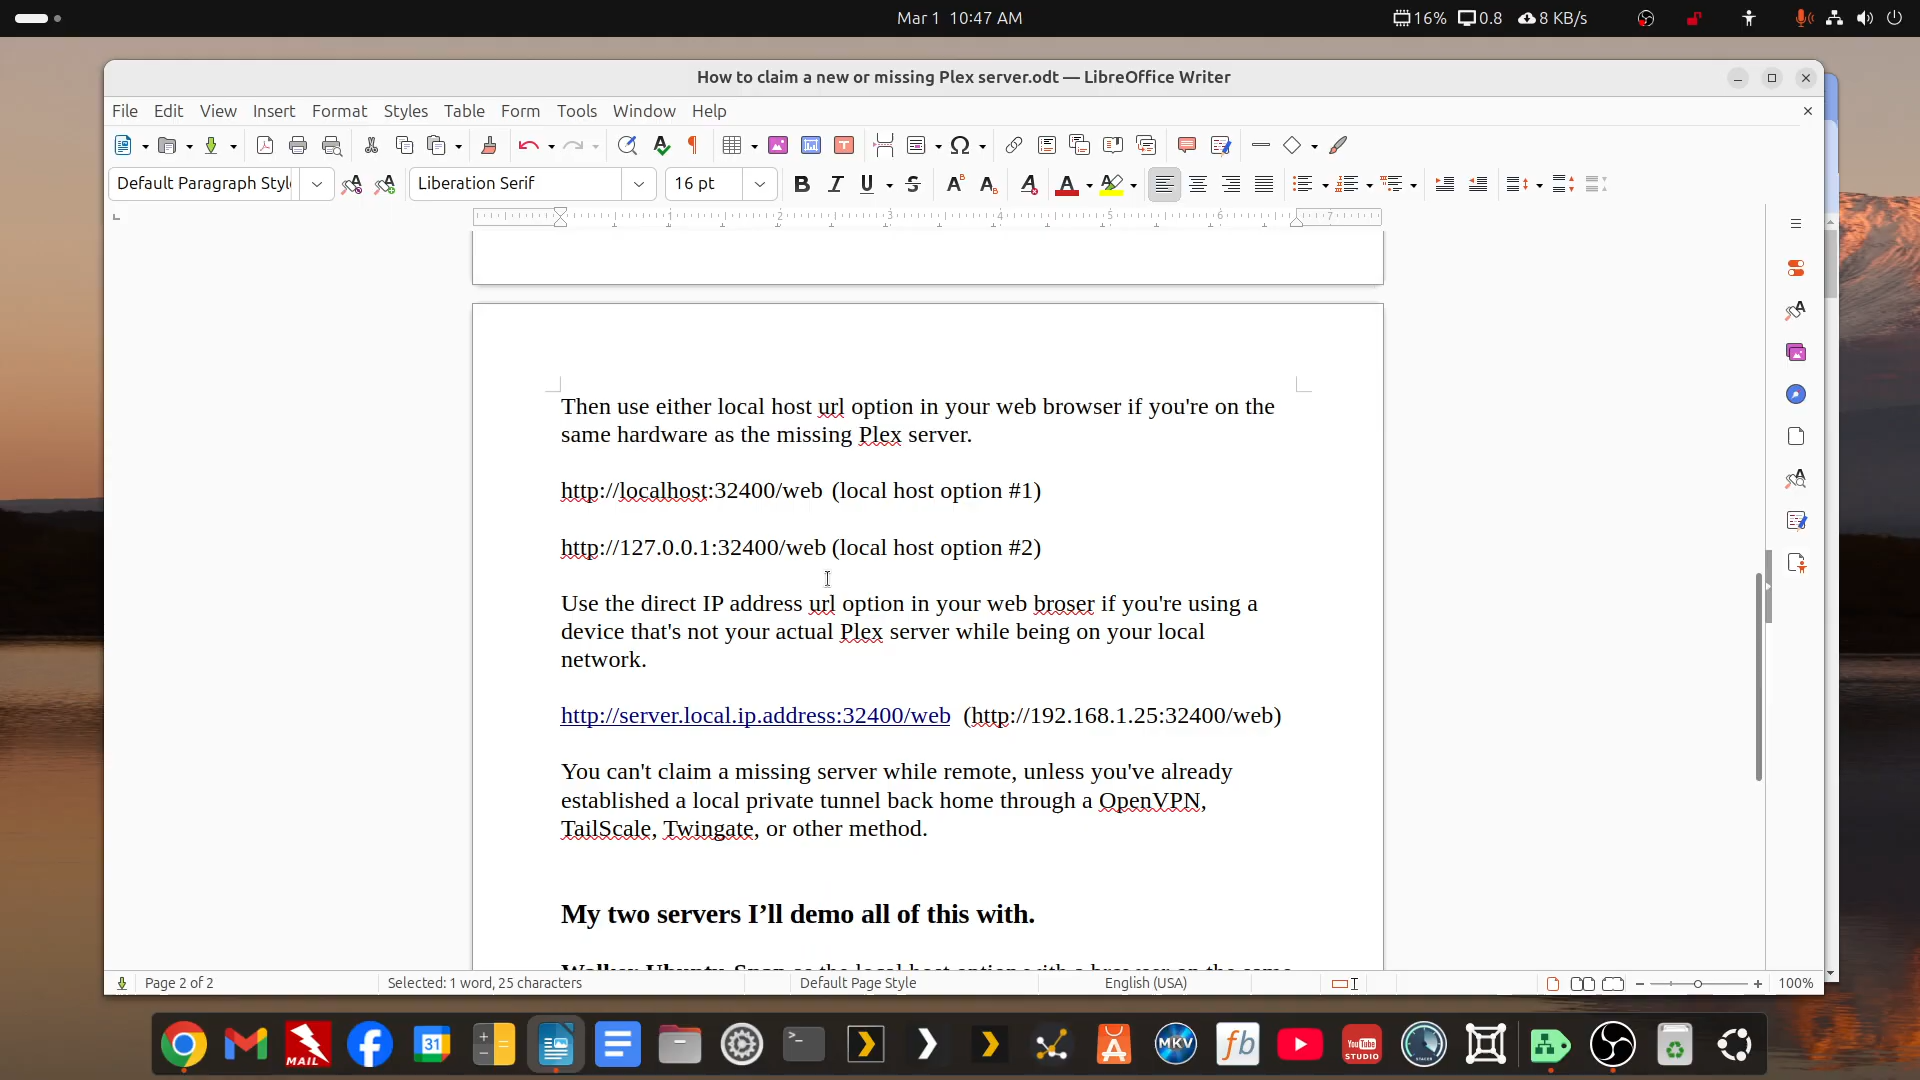 Mar 1 10:47 AM
16% 0.8 8 KB/s
How to claim a new or missing Plex server.odt — LibreOffice Writer
File Edit View Insert Format Styles Table Form Tools Window Help
Default Paragraph Styl Liberation Serif 16 pt
1 2 3 4 5 6 7
Then use either local host url option in your web browser if you're on the
same hardware as the missing Plex server.
http://localhost:32400/web (local host option #1)
http://127.0.0.1:32400/web (local host option #2)
Use the direct IP address url option in your web broser if you're using a
device that's not your actual Plex server while being on your local
network.
http://server.local.ip.address:32400/web (http://192.168.1.25:32400/web)
You can't claim a missing server while remote, unless you've already
established a local private tunnel back home through a OpenVPN,
TailScale, Twingate, or other method.
My two servers I’ll demo all of this with.
Page 2 of 2 Selected: 1 word, 25 characters Default Page Style English (USA) 100%
MAIL 31 MKV fb YouTube STUDIO